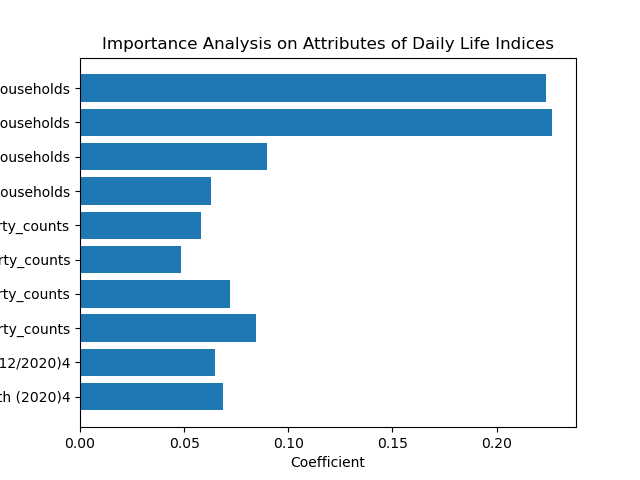 Importance Analysis on Attributes of Daily Life Indices
ouseholds
ouseholds
ouseholds
ouseholds
rty_counts
rty_counts
rty_counts
rty_counts
12/2020)4
th (2020)4
0.00 0.05 0.10 0.15 0.20
Coefficient